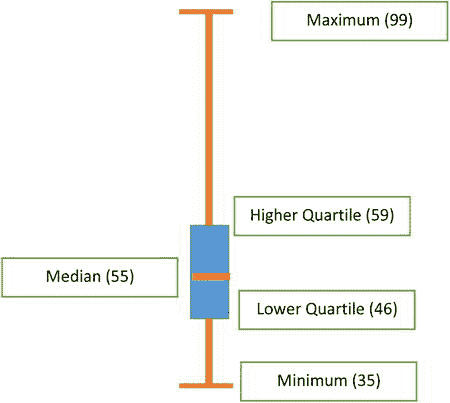 Maximum (99)
Higher Quartile (59)
Median (55)
Lower Quartile (46)
Minimum (35)